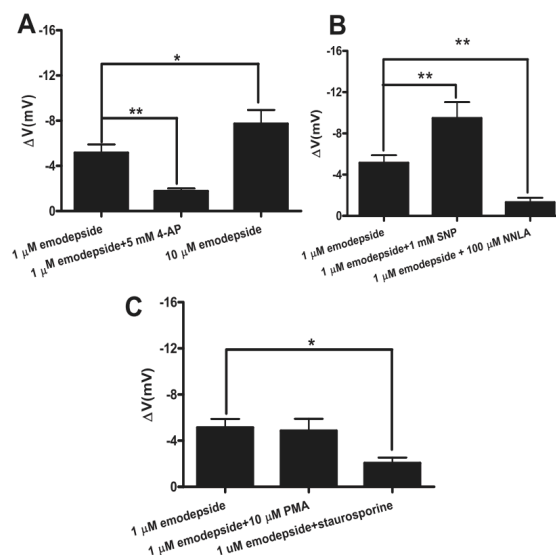 A
ΔV(mV)
-16
-12
-8
-4
0
*
**
1 μM emodepside
1 μM emodepside+5 mM 4-AP
10 μM emodepside
B
ΔV(mV)
-16
-12
-8
-4
0
**
**
1 μM emodepside
1 μM emodepside+1 mM SNP
1 μM emodepside + 100 μM NNLA
C
ΔV(mV)
-16
-12
-8
-4
0
*
1 μM emodepside
1 μM emodepside+10 μM PMA
1 uM emodepside+staurosporine